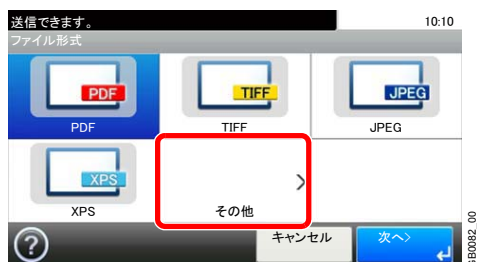 送信できます。
10:10
ファイル形式
PDF
TIFF
JPEG
PDF
TIFF
JPEG
XPS
XPS
その他
?
キャンセル
次へ>